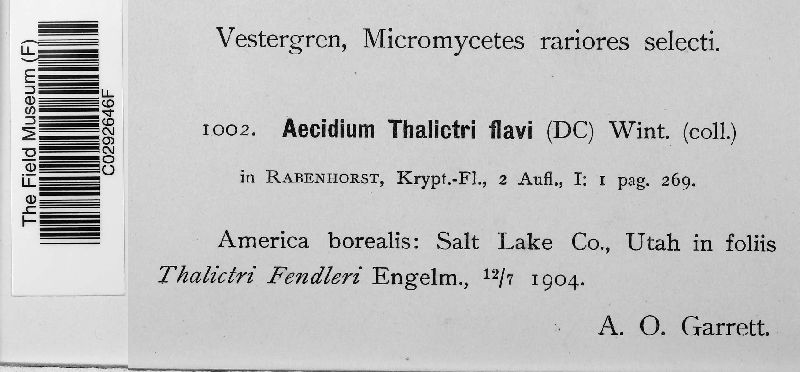 The Field Museum (F)
C0292646F
Vestergren, Micromycetes rariores selecti.
1002. Aecidium Thalictri flavi (DC) Wint. (coll.)
in RABENHORST, Krypt.-Fl., 2 Aufl., I: 1 pag. 269.
America borealis: Salt Lake Co., Utah in foliis
Thalictri Fendleri Engelm., 12/7 1904.
A. O. Garrett.